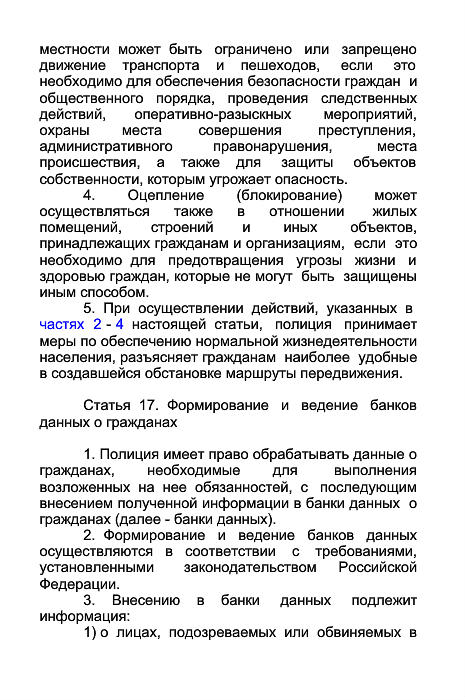 местности может быть ограничено или запрещено
движение транспорта и пешеходов, если это
необходимо для обеспечения безопасности граждан и
общественного порядка, проведения следственных
действий, оперативно-разыскных мероприятий,
охраны места совершения преступления,
административного правонарушения, места
происшествия, а также для защиты объектов
собственности, которым угрожает опасность.
4. Оцепление (блокирование) может
осуществляться также в отношении жилых
помещений, строений и иных объектов,
принадлежащих гражданам и организациям, если это
необходимо для предотвращения угрозы жизни и
здоровью граждан, которые не могут быть защищены
иным способом.
5. При осуществлении действий, указанных в
частях 2 - 4 настоящей статьи, полиция принимает
меры по обеспечению нормальной жизнедеятельности
населения, разъясняет гражданам наиболее удобные
в создавшейся обстановке маршруты передвижения.
Статья 17. Формирование и ведение банков
данных о гражданах
1. Полиция имеет право обрабатывать данные о
гражданах, необходимые для выполнения
возложенных на нее обязанностей, с последующим
внесением полученной информации в банки данных о
гражданах (далее - банки данных).
2. Формирование и ведение банков данных
осуществляются в соответствии с требованиями,
установленными законодательством Российской
Федерации.
3. Внесению в банки данных подлежит
информация:
1) о лицах, подозреваемых или обвиняемых в